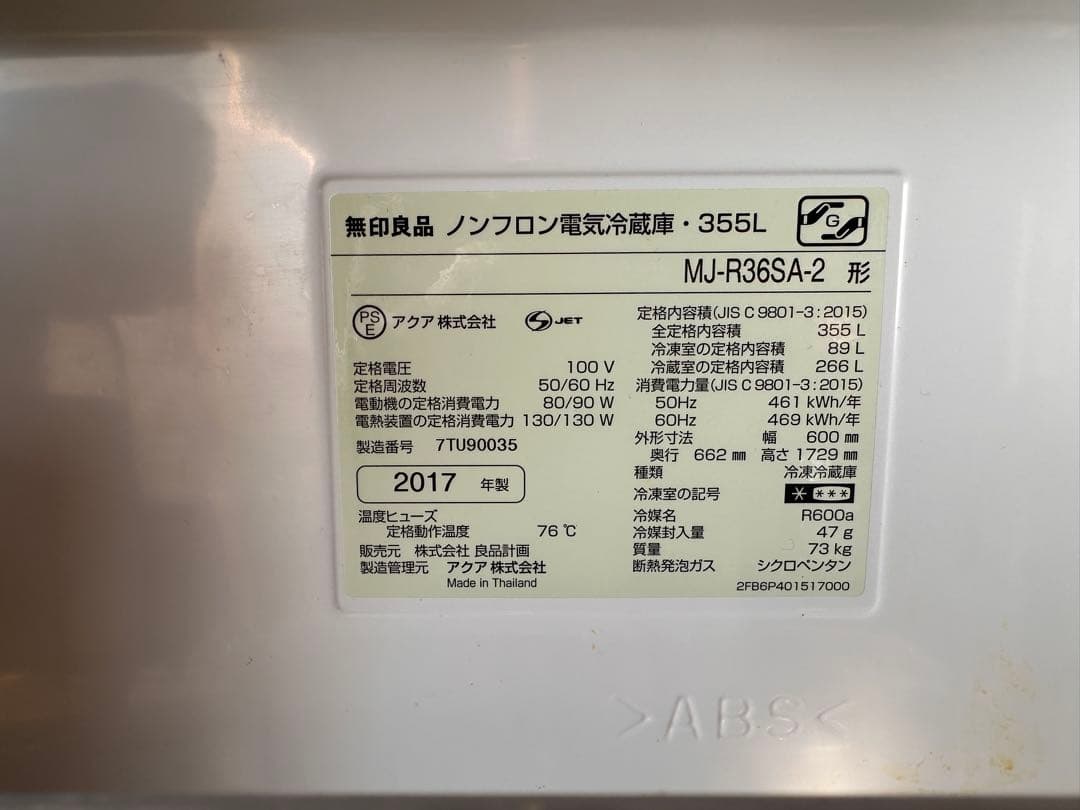 無印良品 ノンフロン電気冷蔵庫・355L
G
MJ-R36SA-2 形
PS E アクア株式会社 S JET
定格電圧 100 V
定格周波数 50/60 Hz
電動機の定格消費電力 80/90 W
電熱装置の定格消費電力 130/130 W
製造番号 7TU90035
2017 年製
温度ヒューズ
定格動作温度 76 ℃
販売元 株式会社 良品計画
製造管理元 アクア 株式会社
Made in Thailand
定格内容積(JIS C 9801-3:2015)
全定格内容積 355 L
冷凍室の定格内容積 89 L
冷蔵室の定格内容積 266 L
消費電力量(JIS C 9801-3:2015)
50Hz 461 kWh/年
60Hz 469 kWh/年
外形寸法 幅 600 mm
奥行 662 mm 高さ 1729 mm
種類 冷凍冷蔵庫
冷凍室の記号 * ***
冷媒名 R600a
冷媒封入量 47 g
質量 73 kg
断熱発泡ガス シクロペンタン
2FB6P401517000
>ABS<